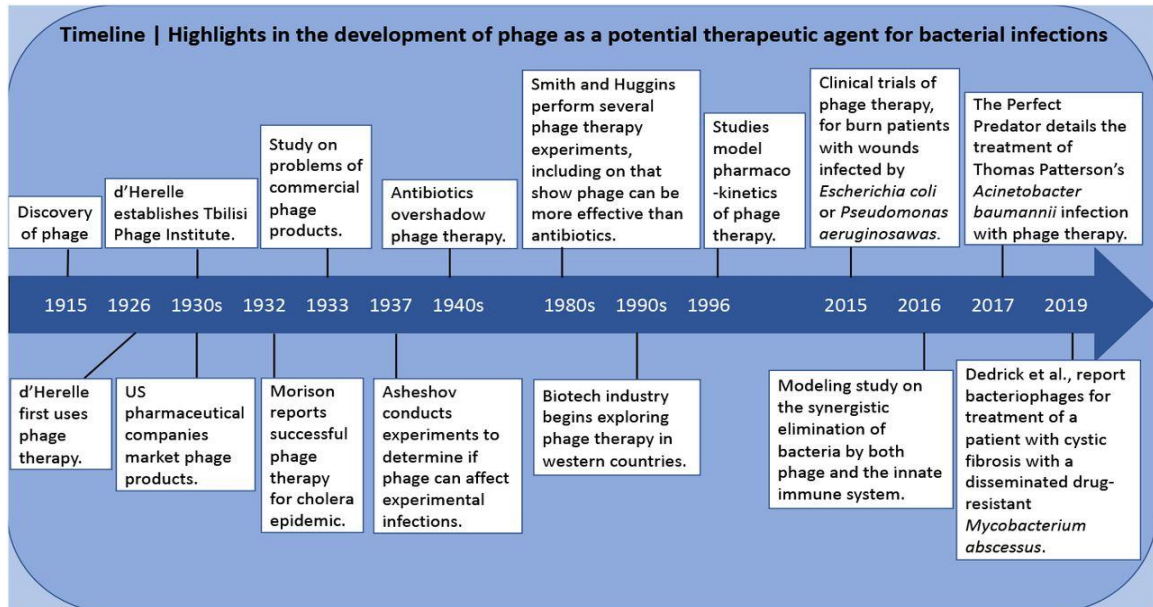 Timeline | Highlights in the development of phage as a potential therapeutic agent for bacterial infections
Discovery
of phage
d’Herelle
establishes Tbilisi
Phage Institute.
Study on
problems of
commercial
phage
products.
Antibiotics
overshadow
phage therapy.
Smith and Huggins
perform several
phage therapy
experiments,
including on that
show phage can be
more effective than
antibiotics.
Studies
model
pharmaco
-kinetics
of phage
therapy.
Clinical trials of
phage therapy,
for burn patients
with wounds
infected by
Escherichia coli
or Pseudomonas
aeruginosawas.
The Perfect
Predator details the
treatment of
Thomas Patterson’s
Acinetobacter
baumannii infection
with phage therapy.
1915 1926 1930s 1932 1933 1937 1940s 1980s 1990s 1996 2015 2016 2017 2019
d’Herelle
first uses
phage
therapy.
US
pharmaceutical
companies
market phage
products.
Morison
reports
successful
phage
therapy
for cholera
epidemic.
Asheshov
conducts
experiments to
determine if
phage can affect
experimental
infections.
Biotech industry
begins exploring
phage therapy in
western countries.
Modeling study on
the synergistic
elimination of
bacteria by both
phage and the innate
immune system.
Dedrick et al., report
bacteriophages for
treatment of a
patient with cystic
fibrosis with a
disseminated drug-
resistant
Mycobacterium
abscessus.